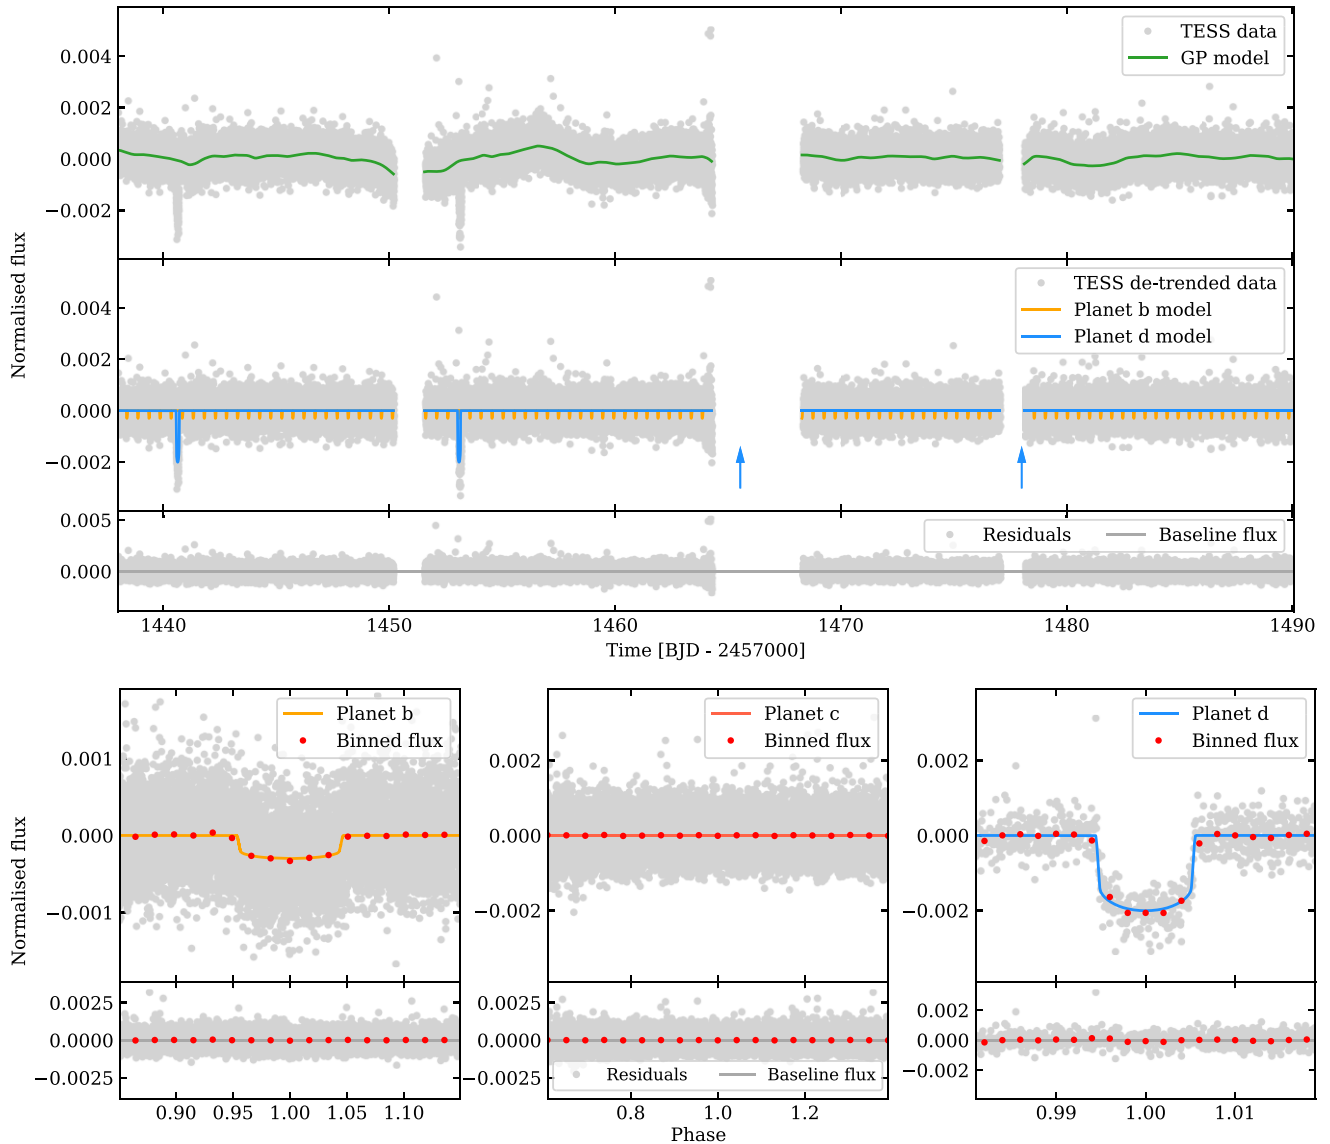 TESS data
GP model
0.004
0.002
0.000
−0.002
Normalised flux
TESS de-trended data
Planet b model
Planet d model
0.004
0.002
0.000
−0.002
Residuals Baseline flux
0.005
0.000
1440 1450 1460 1470 1480 1490
Time [BJD - 2457000]
Planet b
Binned flux
0.001
0.000
−0.001
Normalised flux
0.0025
0.0000
−0.0025
0.90 0.95 1.00 1.05 1.10
Planet c
Binned flux
0.002
0.000
−0.002
0.0025
0.0000
−0.0025
Residuals Baseline flux
0.8 1.0 1.2
Phase
Planet d
Binned flux
0.002
0.000
−0.002
0.002
0.000
−0.002
0.99 1.00 1.01